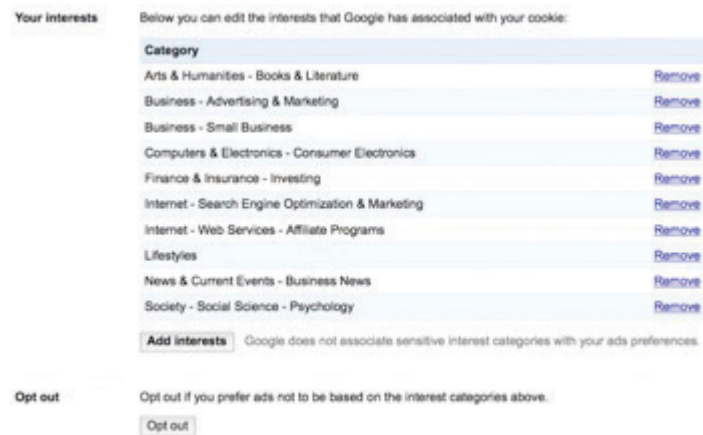 Your interests Below you can edit the interests that Google has associated with your cookie:
Category
Arts & Humanities - Books & Literature Remove
Business - Advertising & Marketing Remove
Business - Small Business Remove
Computers & Electronics - Consumer Electronics Remove
Finance & Insurance - Investing Remove
Internet - Search Engine Optimization & Marketing Remove
Internet - Web Services - Affiliate Programs Remove
Lifestyles Remove
News & Current Events - Business News Remove
Society - Social Science - Psychology Remove
Add interests Google does not associate sensitive interest categories with your ads preferences.
Opt out Opt out if you prefer ads not to be based on the interest categories above.
Opt out